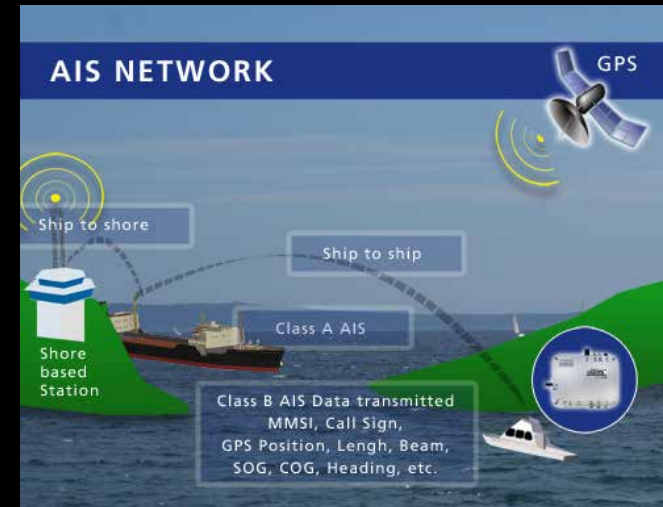 AIS NETWORK
GPS
Ship to shore
Ship to ship
Class A AIS
Shore
based
Station
Class B AIS Data transmitted
MMSI, Call Sign,
GPS Position, Lengh, Beam,
SOG, COG, Heading, etc.